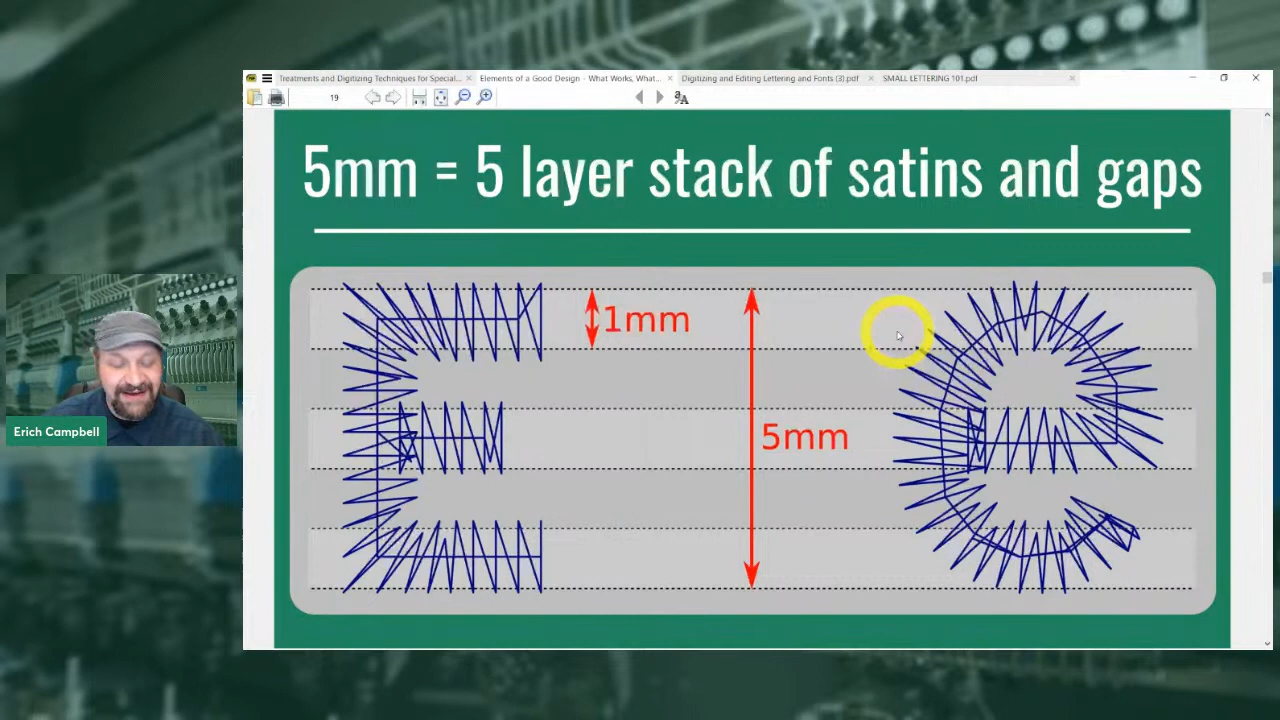 Treatments and Digitizing Techniques for Special...
Elements of a Good Design - What Works, What...
Digitizing and Editing Lettering and Fonts (3).pdf
SMALL LETTERING 101.pdf
19
5mm = 5 layer stack of satins and gaps
1mm
5mm
Erich Campbell